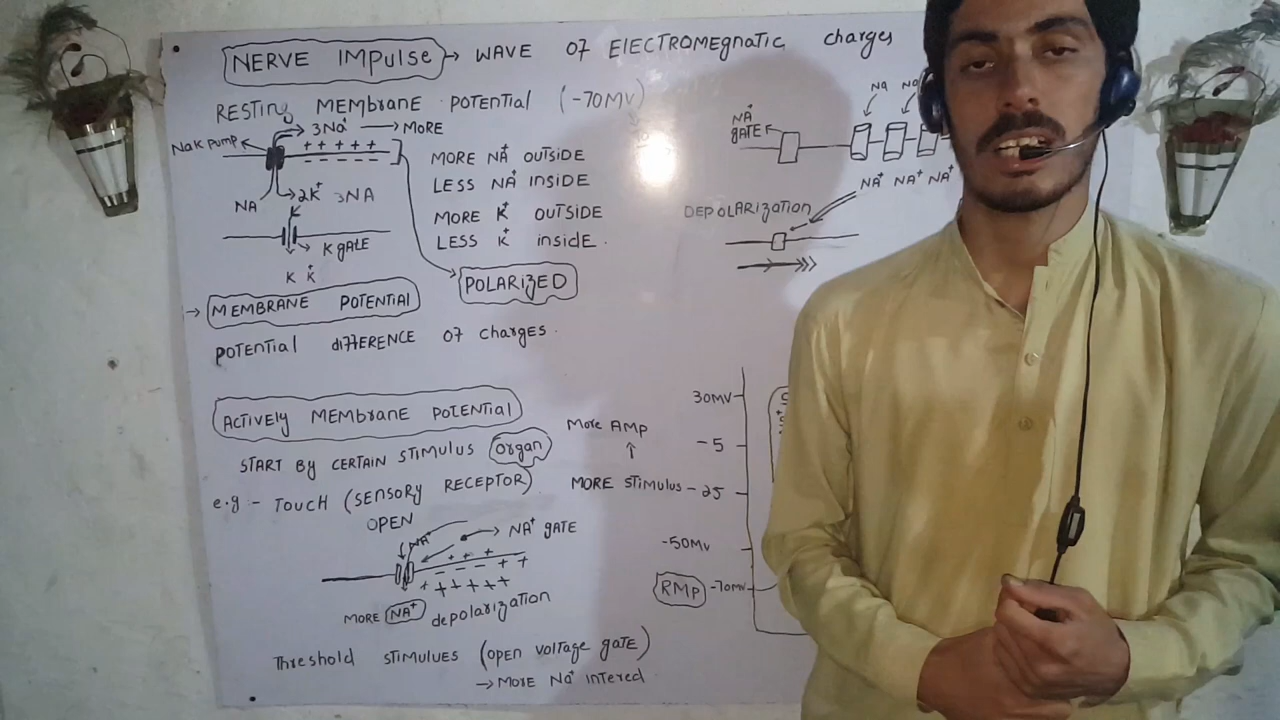 NERVE IMPULSE → WAVE OF ELECTROMEGNATIC charges
RESTING MEMBRANE POTENTIAL (-70MV)
Na K PUMP
3Na⁺ → MORE
+ + + + +
- - - - -
NA
2K⁺ 3NA
MORE NA⁺ OUTSIDE
LESS NA⁺ INSIDE
MORE K⁺ OUTSIDE
LESS K⁺ inside.
K
K GATE
K K⁺
POLARIZED
→ MEMBRANE POTENTIAL
POTENTIAL diFFERENCE OF charges.
ACTIVELY MEMBRANE POTENTIAL
START BY CERTAIN STIMULUS organ
e.g :- TOUCH (SENSORY RECEPTOR)
OPEN
NA⁺
NA⁺ GATE
+ + +
- - - + +
+ + + + + +
MORE NA⁺ depolarization
Threshold STIMULUES (OPEN VOLTAGE gATE)
→ MORE Na⁺ intered
NA⁺
GATE
Na
NA⁺ NA⁺ NA⁺
DEPOLARIZATION
More AMP
↑
MORE STIMULUS
30MV
-5
-25
-50MV
RMP -70MV